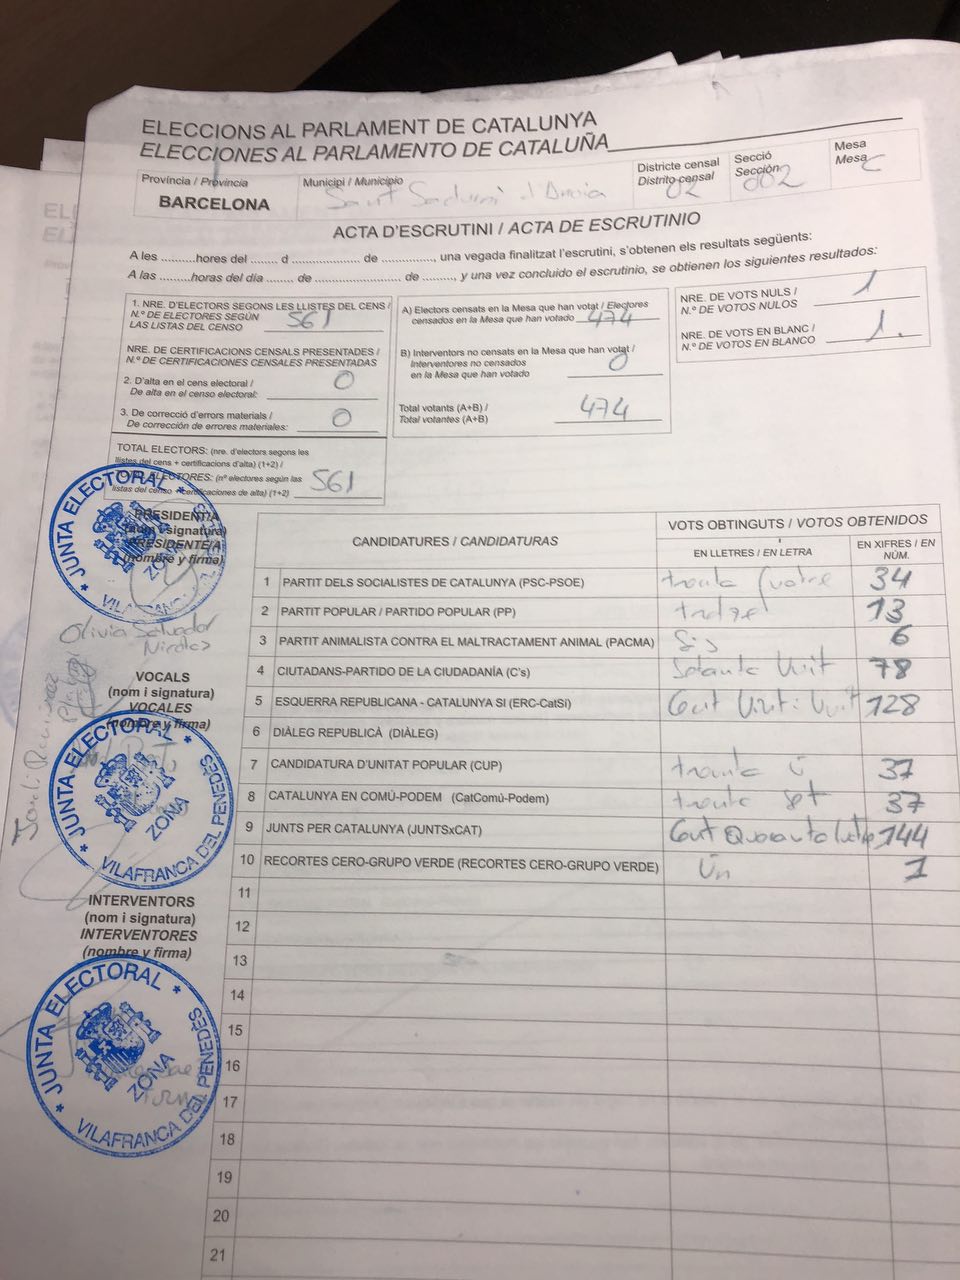 ELECCIONS AL PARLAMENT DE CATALUNYA
ELECCIONES AL PARLAMENTO DE CATALUÑA
Província / Provincia
BARCELONA
Municipi / Municipio
Sant Sadurní d'Anoia
Districte censal
Distrito censal
02
Secció
Sección
002
Mesa
Mesa
C
ACTA D'ESCRUTINI / ACTA DE ESCRUTINIO
A les ..........hores del ...... d ...................... de ............., una vegada finalitzat l'escrutini, s'obtenen els resultats següents:
A las ..........horas del día ....... de ...................... de ........, y una vez concluido el escrutinio, se obtienen los siguientes resultados:
1. NRE. D'ELECTORS SEGONS LES LLISTES DEL CENS /
N.º DE ELECTORES SEGÚN
LAS LISTAS DEL CENSO
561
NRE. DE CERTIFICACIONS CENSALS PRESENTADES /
N.º DE CERTIFICACIONES CENSALES PRESENTADAS
2. D'alta en el cens electoral /
De alta en el censo electoral:
0
3. De correcció d'errors materials /
De corrección de errores materiales:
0
TOTAL ELECTORS: (nre. d'electors segons les
llistes del cens + certificacions d'alta) (1+2) /
TOTAL ELECTORES: (nº electores según las
listas del censo + certificaciones de alta) (1+2)
561
A) Electors censats en la Mesa que han votat / Electores
censados en la Mesa que han votado
474
B) Interventors no censats en la Mesa que han votat /
Interventores no censados
en la Mesa que han votado
0
Total votants (A+B) /
Total votantes (A+B)
474
NRE. DE VOTS NULS /
N.º DE VOTOS NULOS
1
NRE. DE VOTS EN BLANC /
N.º DE VOTOS EN BLANCO
1.
PRESIDENT/A
(nom i signatura)
PRESIDENTE/A
(nombre y firma)
JUNTA ELECTORAL
ZONA
VILAFRANCA
Olivia Salvador
Nicolas
VOCALS
(nom i signatura)
VOCALES
(nombre y firma)
JUNTA ELECTORAL
ZONA
VILAFRANCA DEL PENEDÈS
INTERVENTORS
(nom i signatura)
INTERVENTORES
(nombre y firma)
JUNTA ELECTORAL
ZONA
VILAFRANCA DEL PENEDÈS
CANDIDATURES / CANDIDATURAS
VOTS OBTINGUTS / VOTOS OBTENIDOS
EN LLETRES / EN LETRA
EN XIFRES / EN NÚM.
1 PARTIT DELS SOCIALISTES DE CATALUNYA (PSC-PSOE) trenta quatre 34
2 PARTIT POPULAR / PARTIDO POPULAR (PP) tretze 13
3 PARTIT ANIMALISTA CONTRA EL MALTRACTAMENT ANIMAL (PACMA) Sis 6
4 CIUTADANS-PARTIDO DE LA CIUDADANÍA (C's) Setanta Vuit 78
5 ESQUERRA REPUBLICANA - CATALUNYA SI (ERC-CatSI) Cent Vint i Vuit 128
6 DIÀLEG REPUBLICÀ (DIÀLEG)
7 CANDIDATURA D'UNITAT POPULAR (CUP) trenta 37
8 CATALUNYA EN COMÚ-PODEM (CatComú-Podem) trenta set 37
9 JUNTS PER CATALUNYA (JUNTSxCAT) Cent Quaranta 144
10 RECORTES CERO-GRUPO VERDE (RECORTES CERO-GRUPO VERDE) Ún 1
11
12
13
14
15
16
17
18
19
20
21